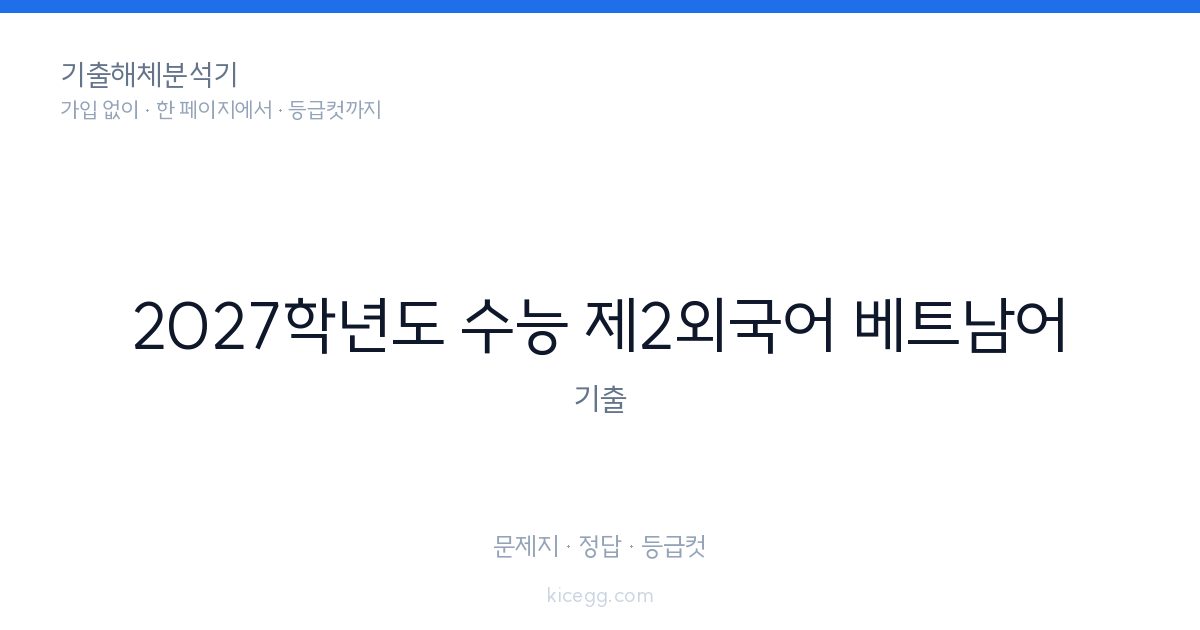 기출해체분석기
가입 없이 · 한 페이지에서 · 등급컷까지
2027학년도 수능 제2외국어 베트남어
기출
문제지 · 정답 · 등급컷
kicegg.com